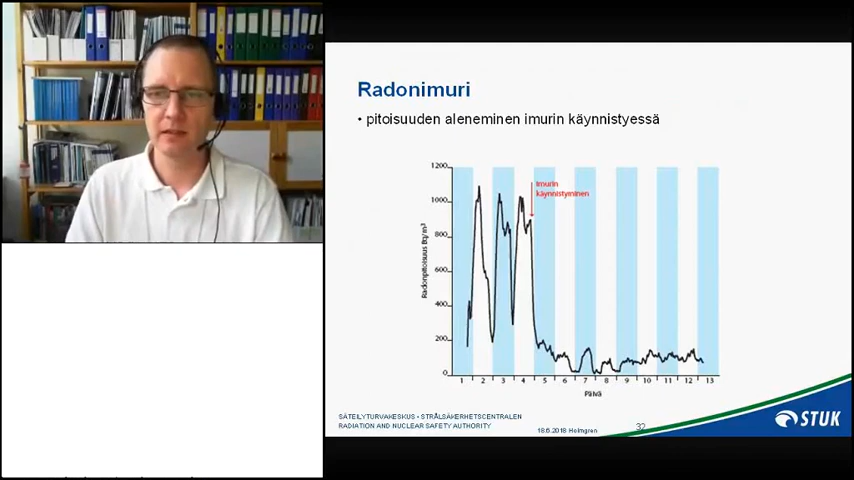 Radonimuri
• pitoisuuden aleneminen imurin käynnistyessä
1200
1000
800
600
400
200
0
Radonpitoisuus Bq/m³
Imurin
käynnistyminen
1 2 3 4 5 6 7 8 9 10 11 12 13
Päivä
SÄTEILYTURVAKESKUS • STRÅLSÄKERHETSCENTRALEN
RADIATION AND NUCLEAR SAFETY AUTHORITY
18.6.2018 Holmgren
32
STUK